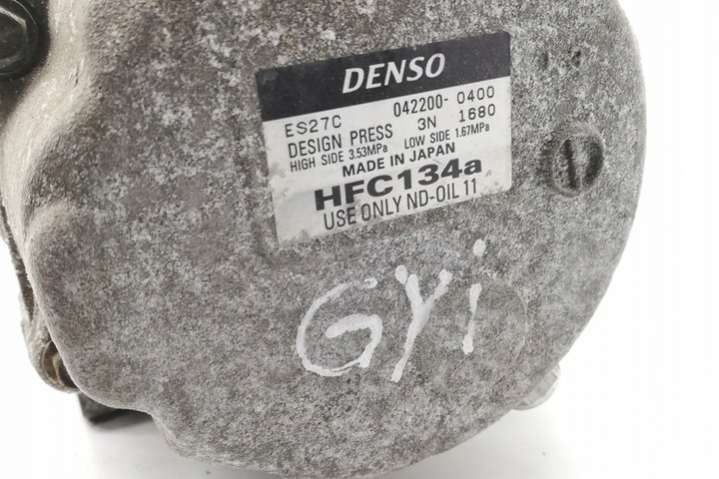 DENSO
ES27C 042200-0400
DESIGN PRESS 3N 1680
HIGH SIDE 3.53MPa LOW SIDE 1.67MPa
MADE IN JAPAN
HFC134a
USE ONLY ND-OIL 11
GYi